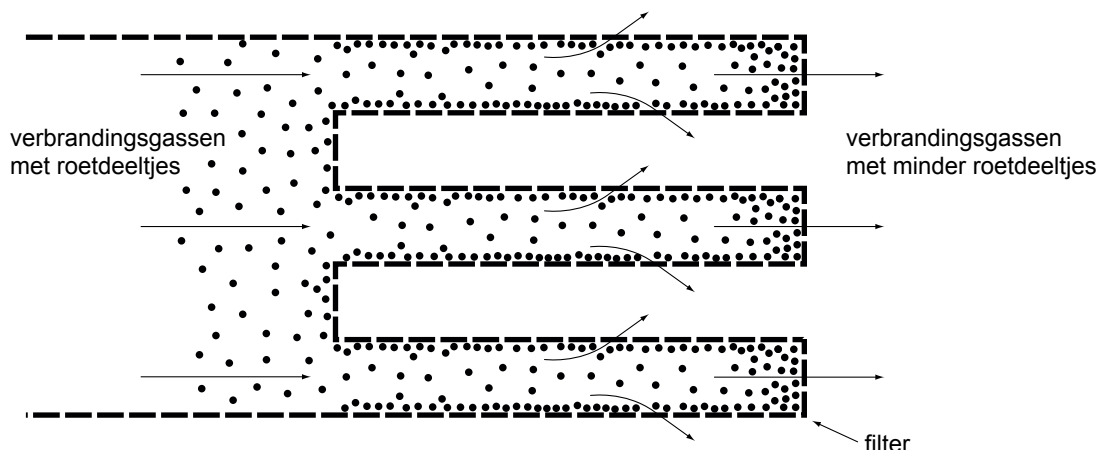 verbrandingsgassen
met roetdeeltjes
verbrandingsgassen
met minder roetdeeltjes
filter